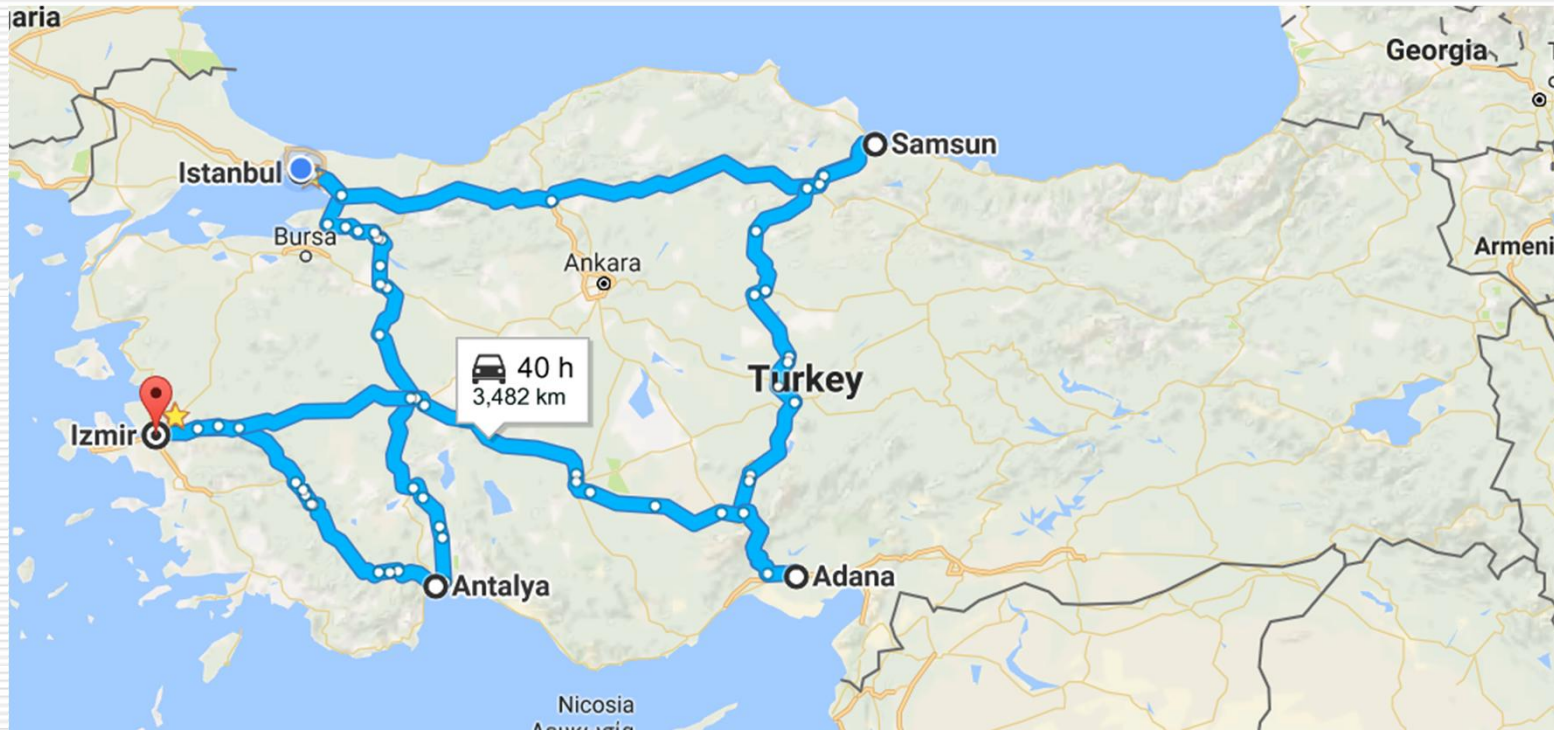 aria
Georgia
Samsun
Istanbul
Bursa
Ankara
Armeni
40 h
3,482 km
Turkey
Izmir
Adana
Antalya
Nicosia